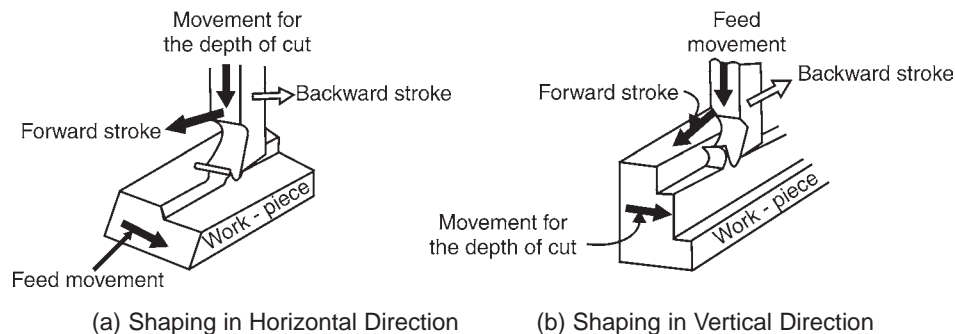 Movement for
the depth of cut
Backward stroke
Forward stroke
Work - piece
Feed movement
(a) Shaping in Horizontal Direction
Feed
movement
Backward stroke
Forward stroke
Movement for
the depth of cut
Work - piece
(b) Shaping in Vertical Direction